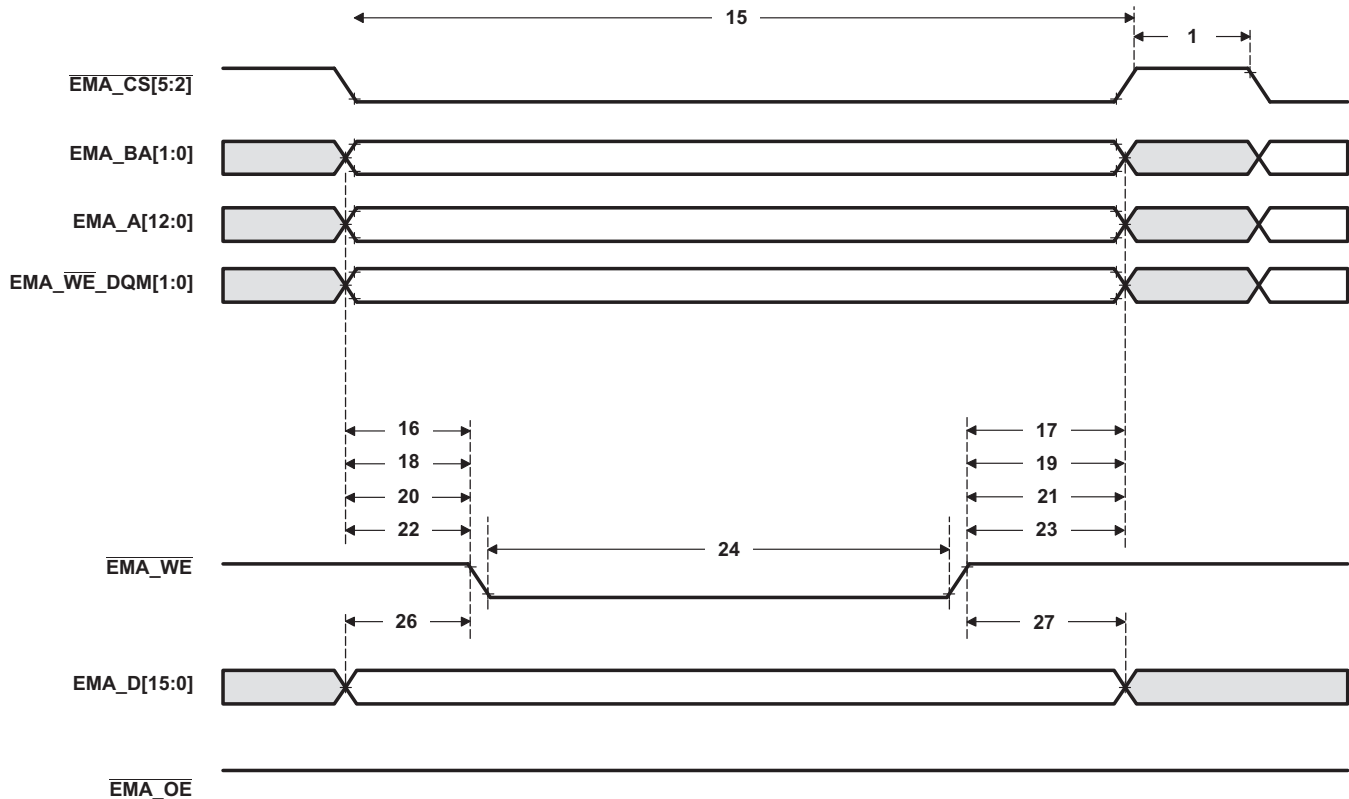 15
1
EMA_CS[5:2]
EMA_BA[1:0]
EMA_A[12:0]
EMA_WE_DQM[1:0]
16 17
18 19
20 21
22 23
24
EMA_WE
26 27
EMA_D[15:0]
EMA_OE